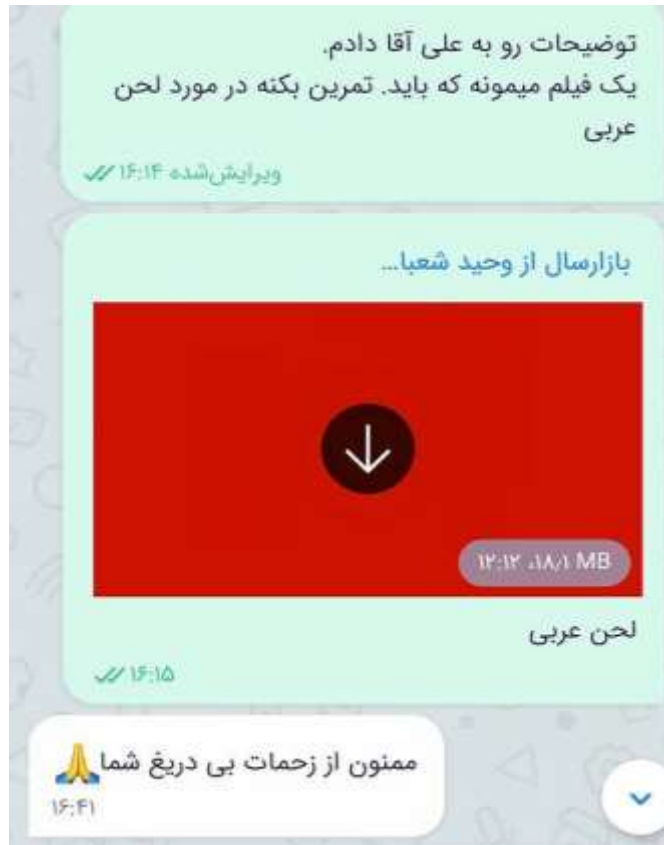 توضیحات رو به علی آقا دادم.
یک فیلم میمونه که باید. تمرین بکنه در مورد لحن
عربی
ویرایش‌شده ۱۶:۱۴
بازارسال از وحید شعبا...
۱۲:۱۲ ،۱۸٫۱ MB
لحن عربی
۱۶:۱۵
ممنون از زحمات بی دریغ شما🙏
۱۶:۴۱